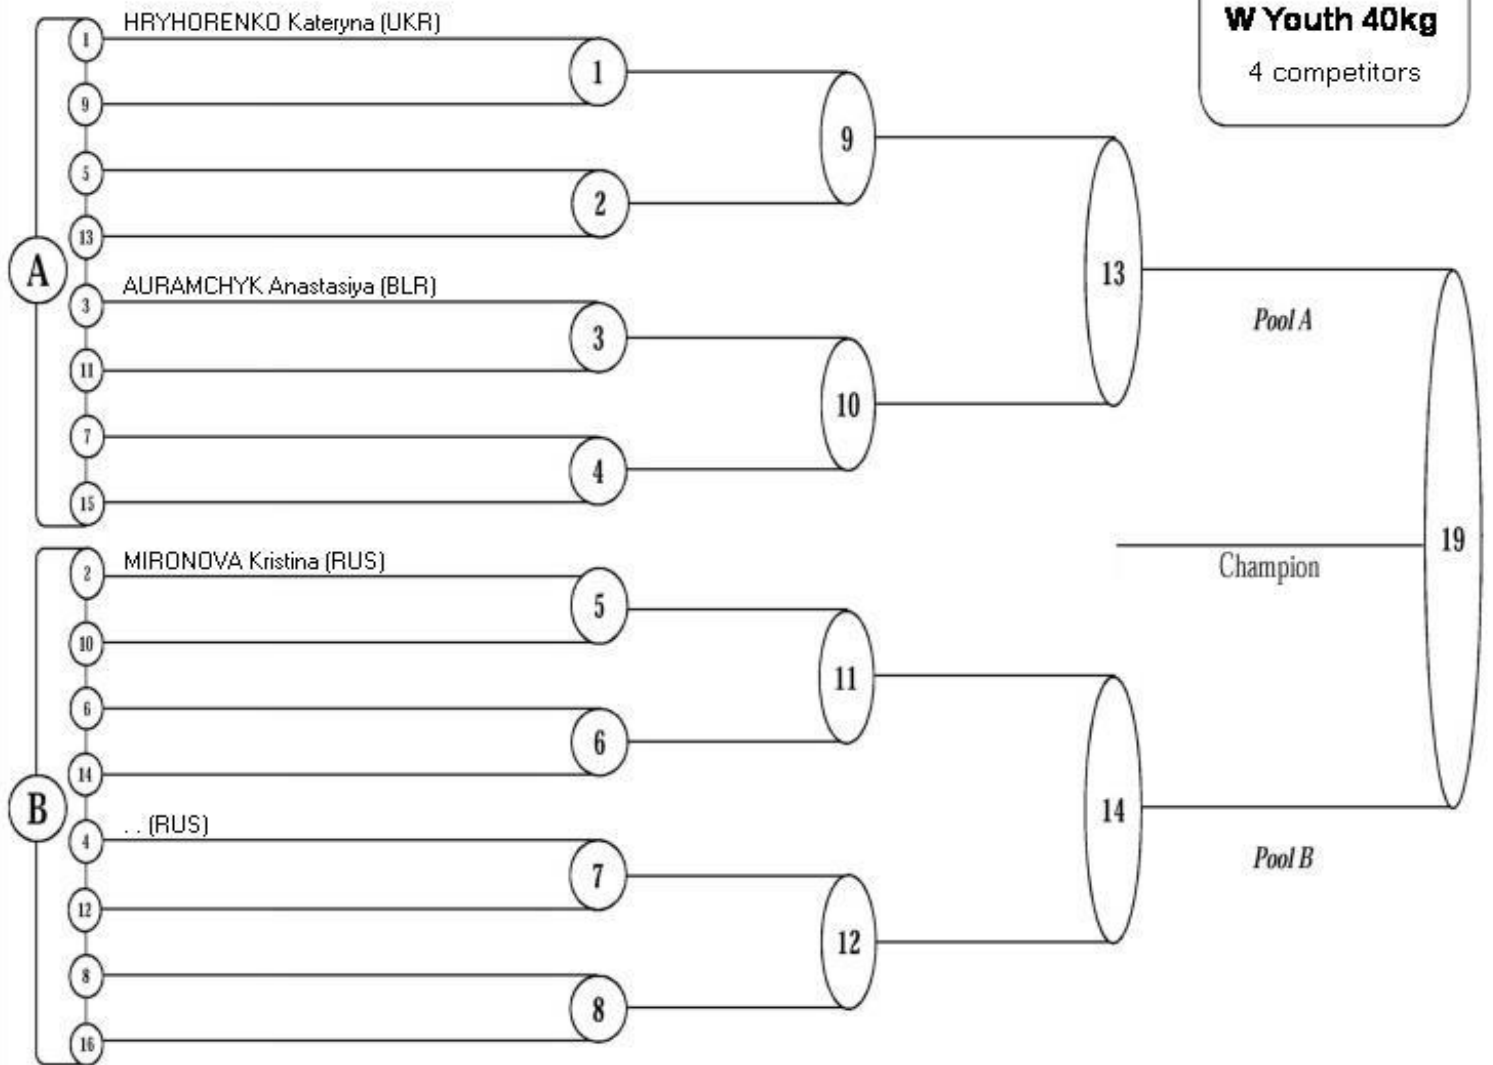 W Youth 40kg
4 competitors
A
1 HRYHORENKO Kateryna (UKR)
9
5
13
3 AURAMCHYK Anastasiya (BLR)
11
7
15
1
2
3
4
9
10
13
Pool A
B
2 MIRONOVA Kristina (RUS)
10
6
14
4 . . (RUS)
12
8
16
5
6
7
8
11
12
14
Pool B
19
Champion